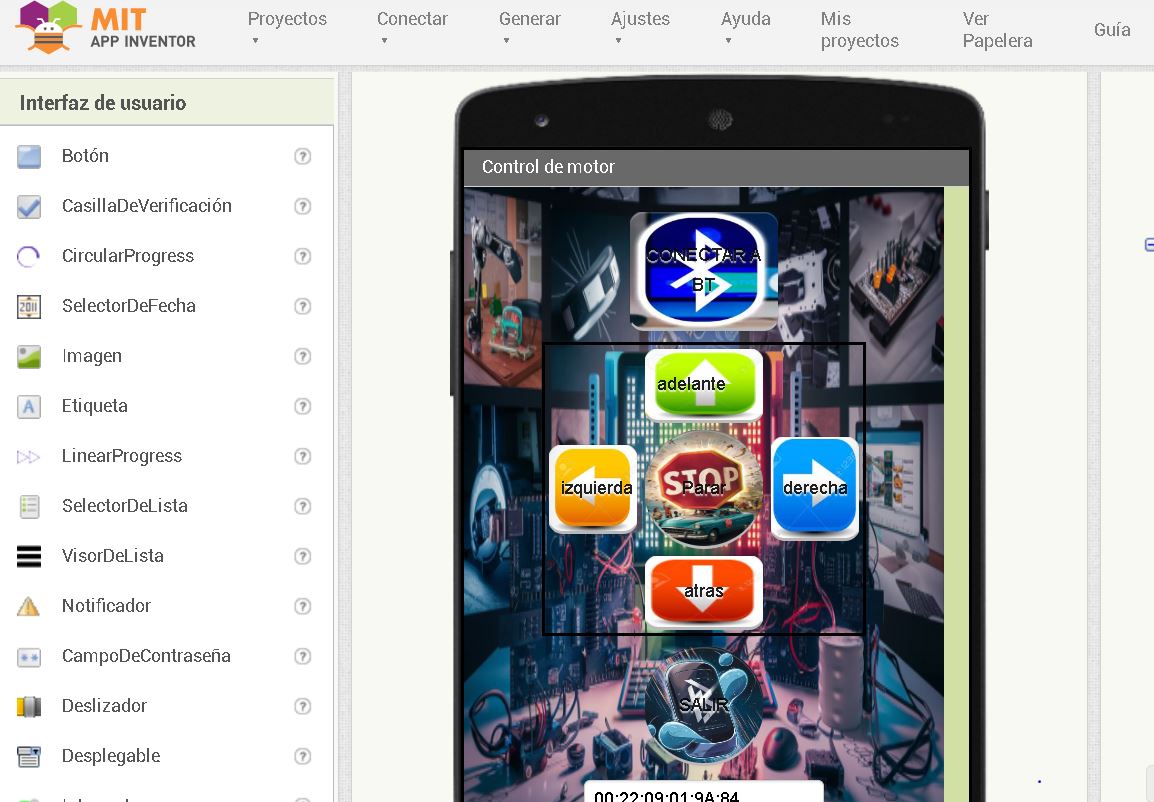 MIT
APP INVENTOR
Proyectos
Conectar
Generar
Ajustes
Ayuda
Mis
proyectos
Ver
Papelera
Guía
Interfaz de usuario
Botón
CasillaDeVerificación
CircularProgress
SelectorDeFecha
Imagen
Etiqueta
LinearProgress
SelectorDeLista
VisorDeLista
Notificador
CampoDeContraseña
Deslizador
Desplegable
Control de motor
CONECTAR A
BT
adelante
izquierda
STOP
Parar
derecha
atras
SALIR
00:22:09:01:9A:84